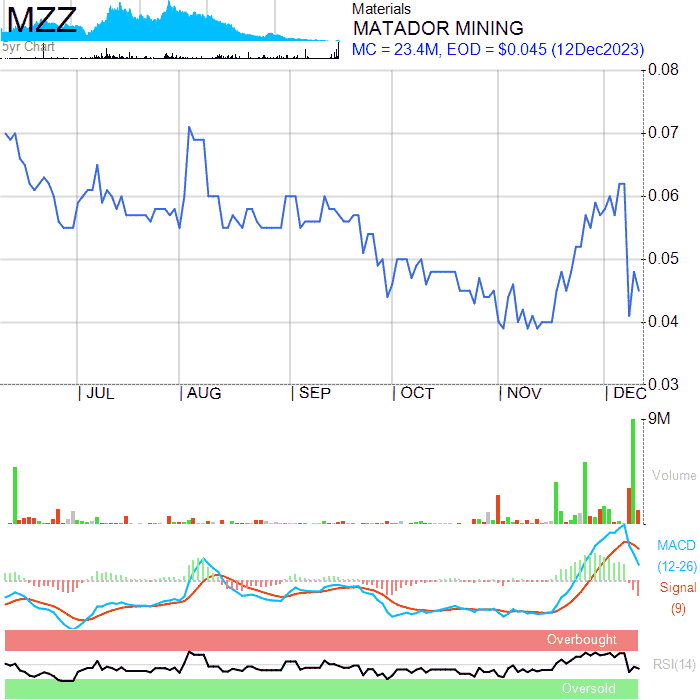 MZZ
5yr Chart
Materials
MATADOR MINING
MC = 23.4M, EOD = $0.045 (12Dec2023)
0.08
0.07
0.06
0.05
0.04
0.03
JUL AUG SEP OCT NOV DEC
9M
Volume
MACD
(12-26)
Signal
(9)
Overbought
RSI(14)
Oversold